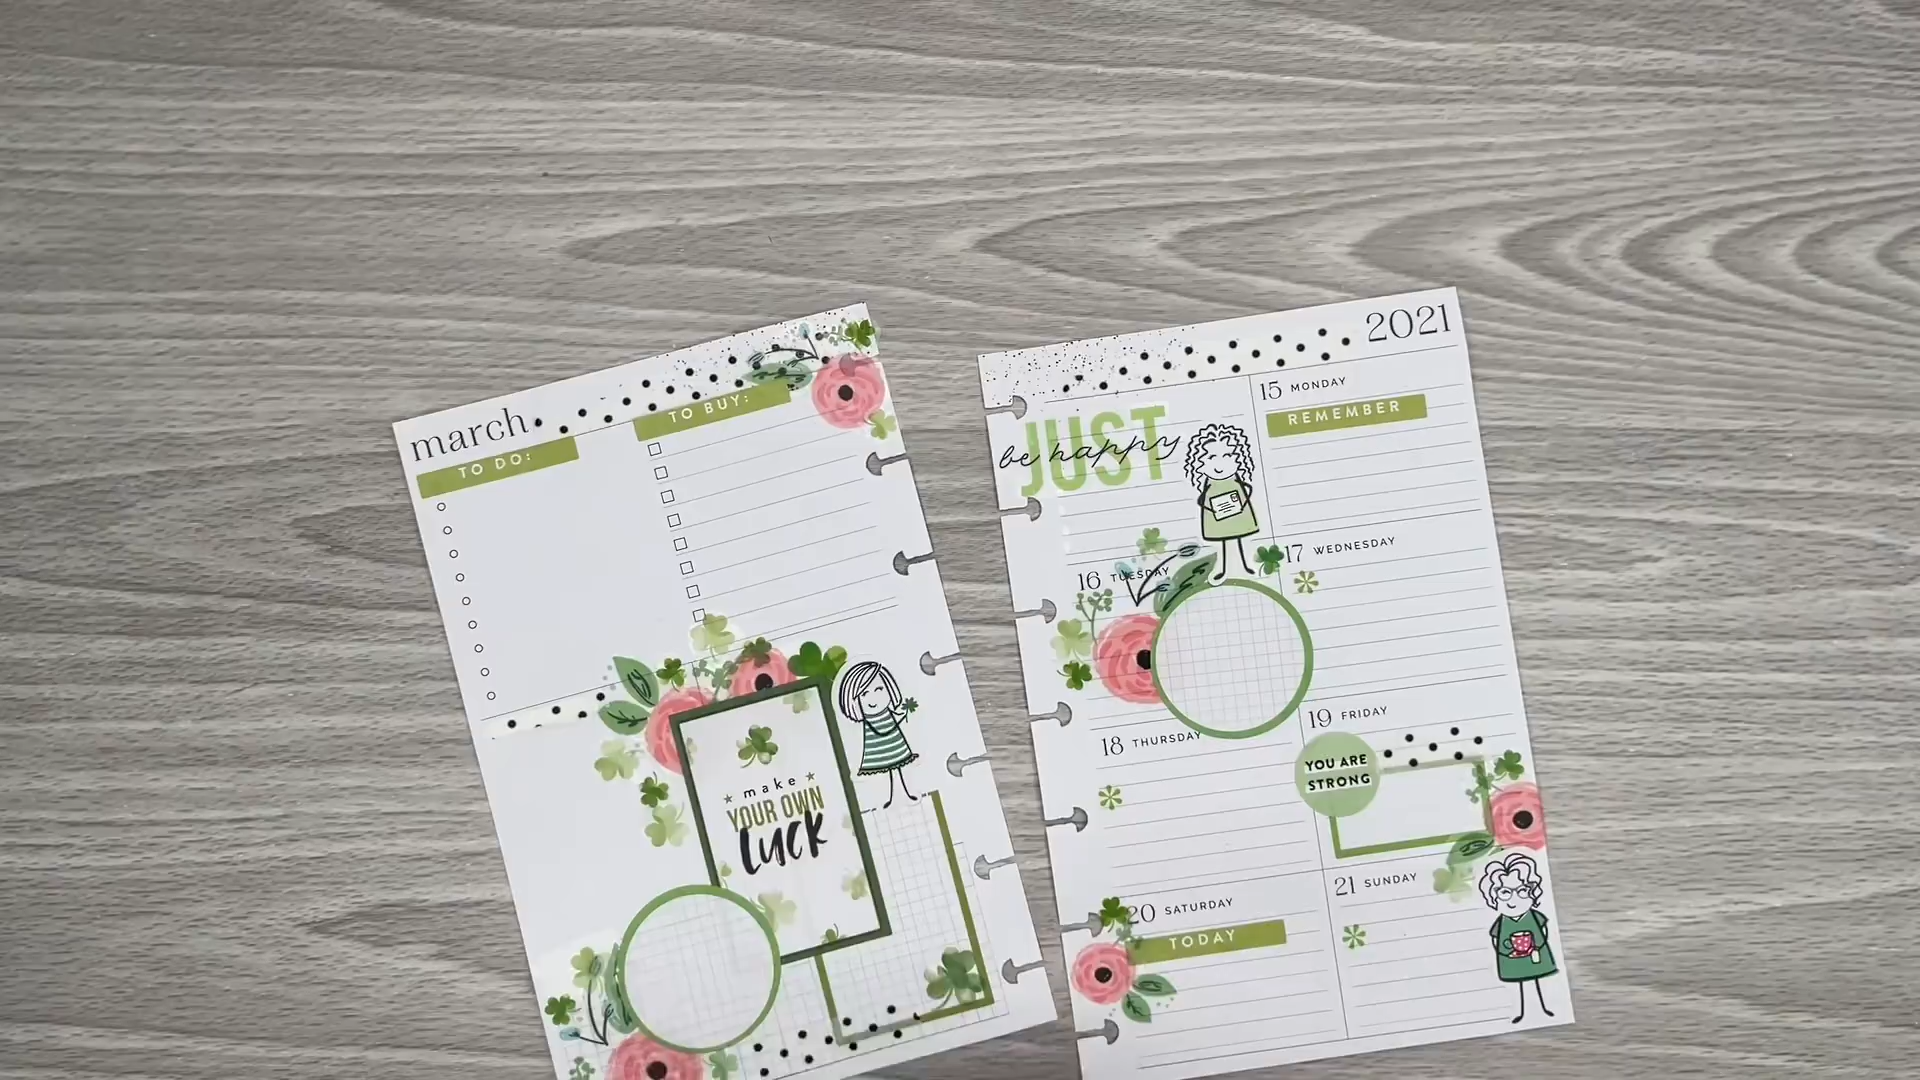 march
TO DO:
TO BUY:
make
YOUR OWN
LUCK
2021
JUST
be happy
15 MONDAY
REMEMBER
16 TUESDAY
17 WEDNESDAY
18 THURSDAY
19 FRIDAY
YOU ARE
STRONG
20 SATURDAY
TODAY
21 SUNDAY